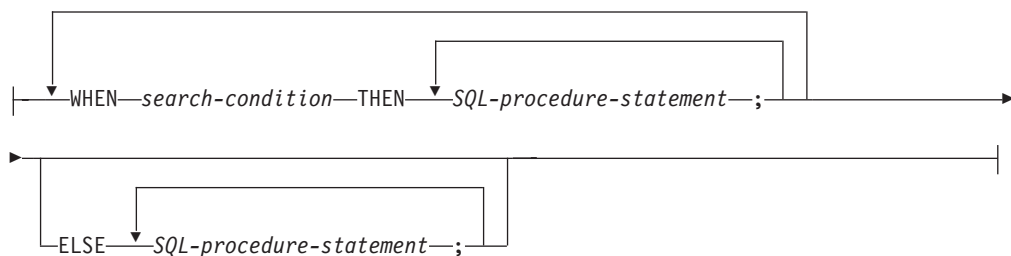 WHEN search-condition THEN SQL-procedure-statement ;
ELSE SQL-procedure-statement ;